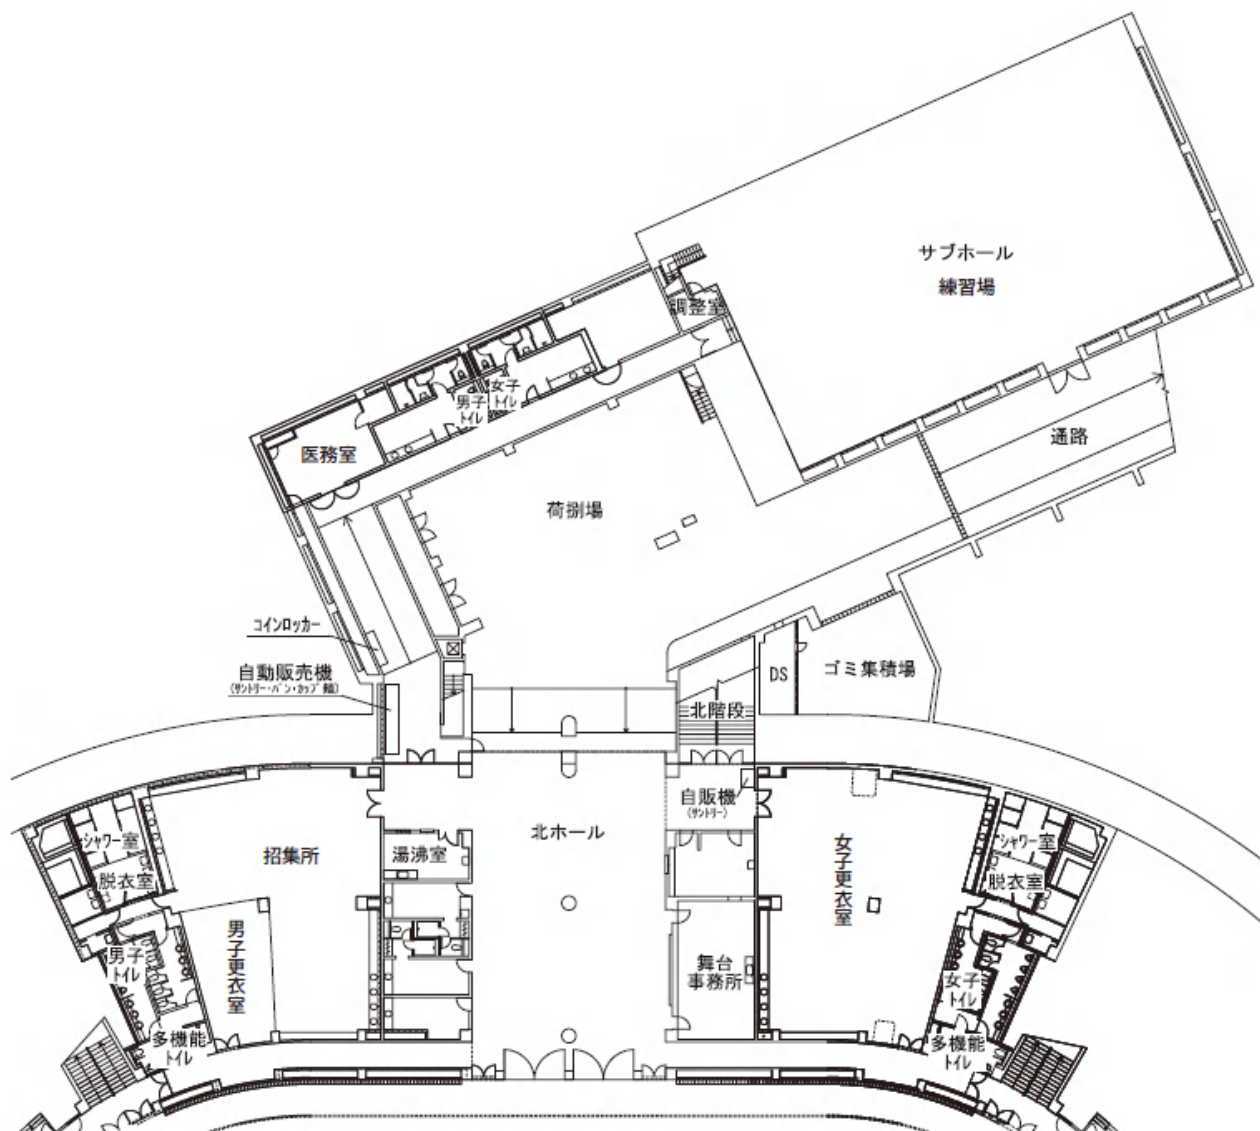 サブホール
練習場
調整室
女子
トイレ
男子
トイレ
医務室
通路
荷捌場
コインロッカー
自動販売機
(サントリー・パン・カップ麺)
DS
ゴミ集積場
北階段
自販機
(サントリー)
北ホール
シャワー室
脱衣室
招集所
湯沸室
女子更衣室
シャワー室
脱衣室
男子
トイレ
男子更衣室
舞台
事務所
女子
トイレ
多機能
トイレ
多機能
トイレ